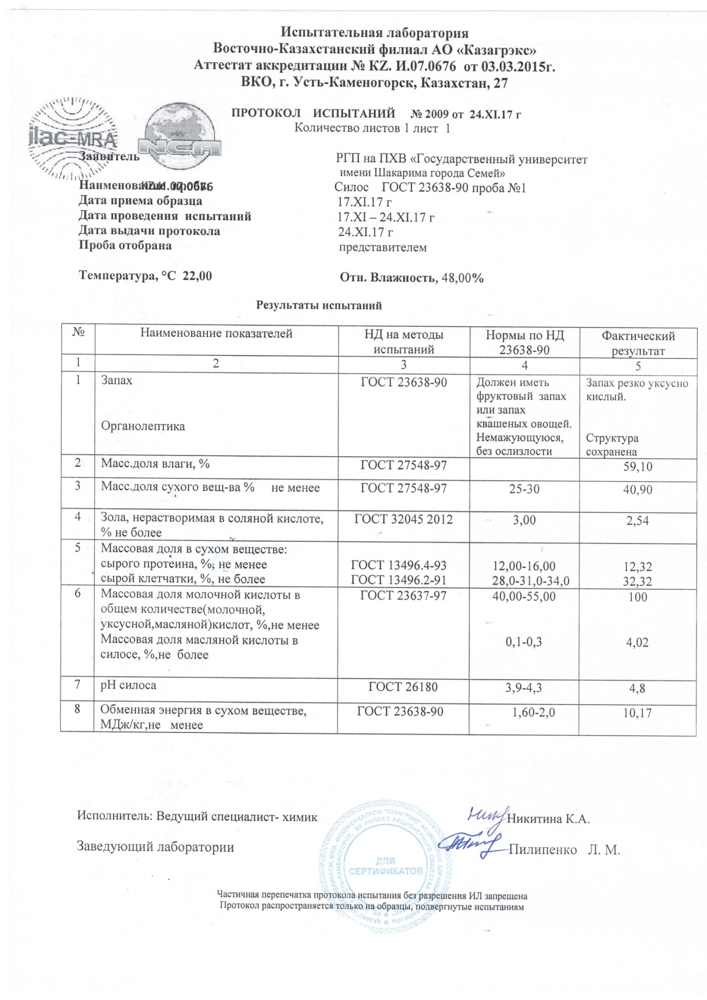 Испытательная лаборатория
Восточно-Казахстанский филиал АО «Казагрэкс»
Аттестат аккредитации № KZ. И.07.0676 от 03.03.2015г.
ВКО, г. Усть-Каменогорск, Казахстан, 27
ПРОТОКОЛ ИСПЫТАНИЙ № 2009 от 24.XI.17 г
Количество листов 1 лист 1
ilac-MRA
NCA
Заявитель РГП на ПХВ «Государственный университет
имени Шакарима города Семей»
Наименование пробы Силос ГОСТ 23638-90 проба №1
KZ.И.07.0676
Дата приема образца 17.XI.17 г
Дата проведения испытаний 17.XI – 24.XI.17 г
Дата выдачи протокола 24.XI.17 г
Проба отобрана представителем
Температура, °С 22,00 Отн. Влажность, 48,00%
Результаты испытаний
№ Наименование показателей НД на методы испытаний Нормы по НД 23638-90 Фактический результат
1 2 3 4 5
1 Запах ГОСТ 23638-90 Должен иметь Запах резко уксусно
фруктовый запах кислый.
или запах
Органолептика квашеных овощей.
Немажующуюся, Структура
без ослизлости сохранена
2 Масс.доля влаги, % ГОСТ 27548-97 59,10
3 Масс.доля сухого вещ-ва % не менее ГОСТ 27548-97 25-30 40,90
4 Зола, нерастворимая в соляной кислоте, ГОСТ 32045 2012 3,00 2,54
% не более
5 Массовая доля в сухом веществе:
сырого протеина, %, не менее ГОСТ 13496.4-93 12,00-16,00 12,32
сырой клетчатки, %, не более ГОСТ 13496.2-91 28,0-31,0-34,0 32,32
6 Массовая доля молочной кислоты в ГОСТ 23637-97 40,00-55,00 100
общем количестве(молочной,
уксусной,масляной)кислот, %,не менее
Массовая доля масляной кислоты в 0,1-0,3 4,02
силосе, %,не более
7 рН силоса ГОСТ 26180 3,9-4,3 4,8
8 Обменная энергия в сухом веществе, ГОСТ 23638-90 1,60-2,0 10,17
МДж/кг,не менее
Исполнитель: Ведущий специалист- химик Никитина К.А.
Заведующий лаборатории Пилипенко Л. М.
ДЛЯ
СЕРТИФИКАТОВ
Частичная перепечатка протокола испытания без разрешения ИЛ запрещена
Протокол распространяется только на образцы, подвергнутые испытаниям